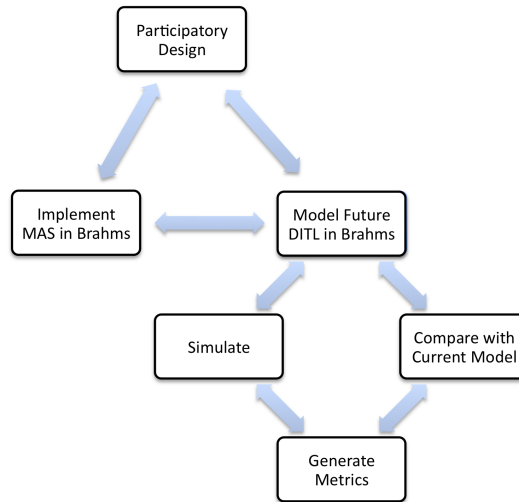 Participatory
Design
Implement
MAS in Brahms
Model Future
DITL in Brahms
Simulate
Compare with
Current Model
Generate
Metrics